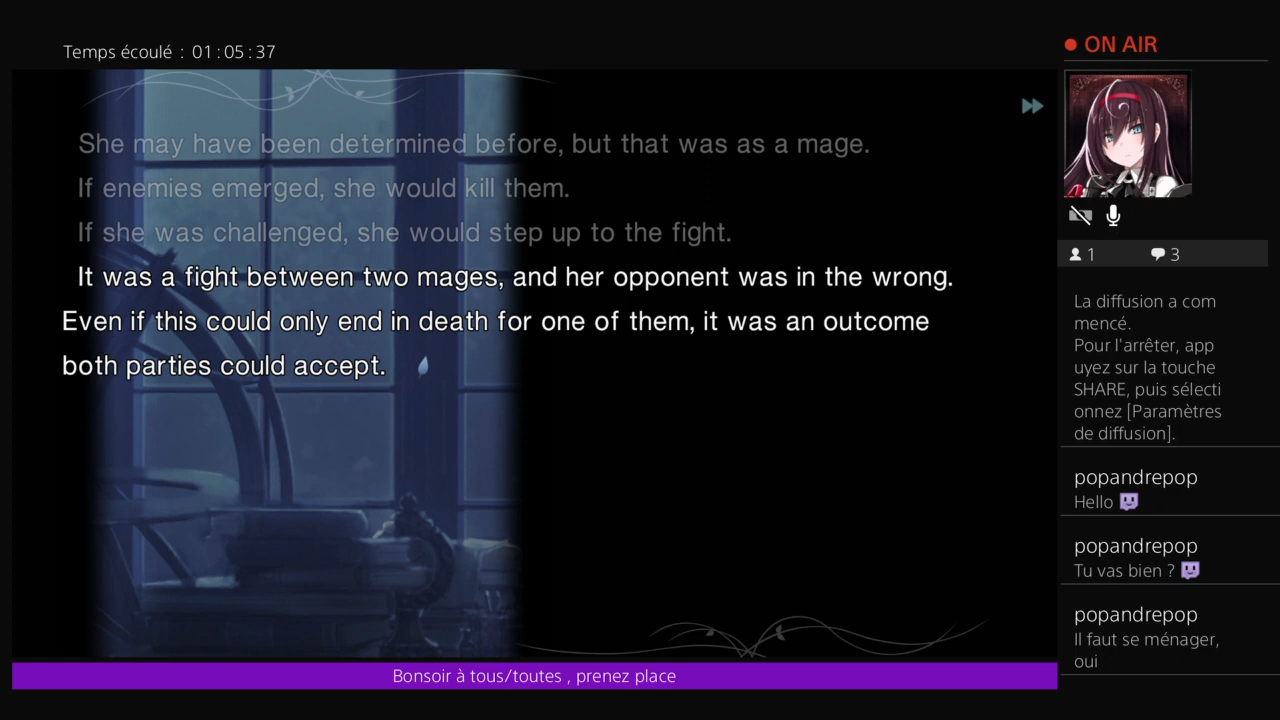 Temps écoulé : 01:05:37
She may have been determined before, but that was as a mage.
If enemies emerged, she would kill them.
If she was challenged, she would step up to the fight.
It was a fight between two mages, and her opponent was in the wrong.
Even if this could only end in death for one of them, it was an outcome
both parties could accept.
Bonsoir à tous/toutes , prenez place
ON AIR
1 3
La diffusion a com
mencé.
Pour l'arrêter, app
uyez sur la touche
SHARE, puis sélecti
onnez [Paramètres
de diffusion].
popandrepop
Hello
popandrepop
Tu vas bien ?
popandrepop
Il faut se ménager,
oui